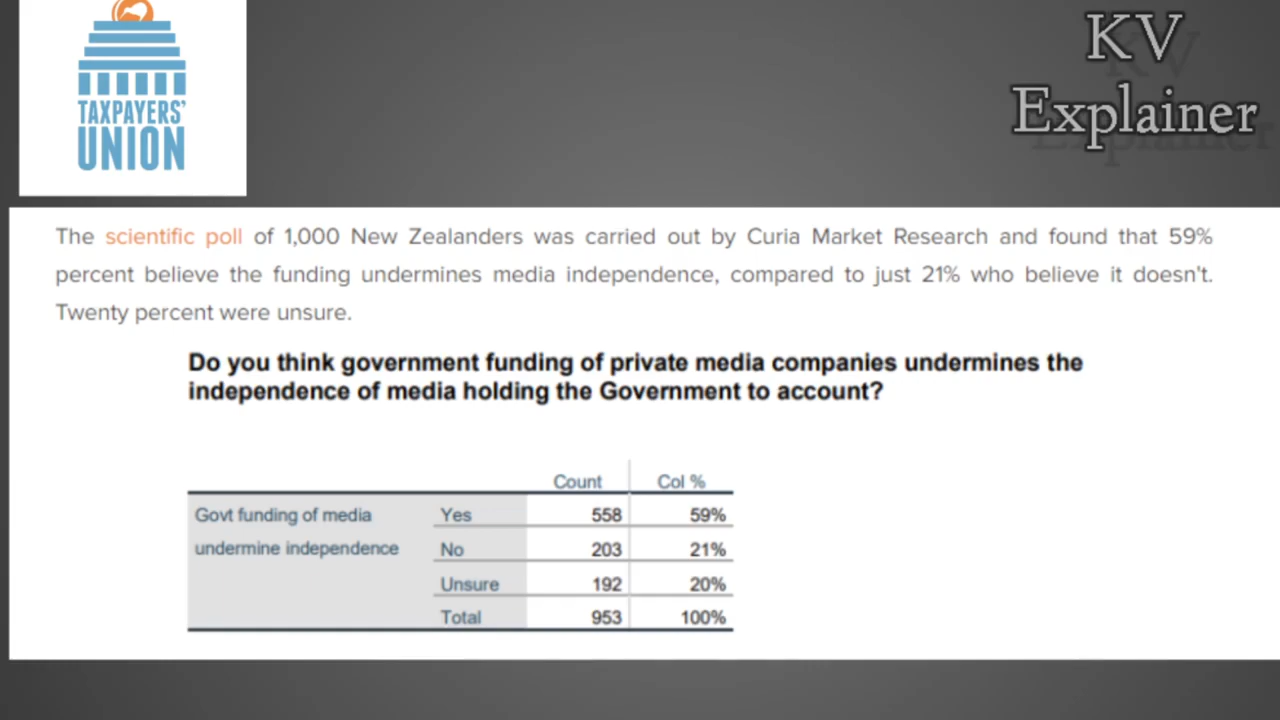 TAXPAYERS'
UNION
KV
Explainer
The scientific poll of 1,000 New Zealanders was carried out by Curia Market Research and found that 59%
percent believe the funding undermines media independence, compared to just 21% who believe it doesn't.
Twenty percent were unsure.
Do you think government funding of private media companies undermines the
independence of media holding the Government to account?
Count Col %
Govt funding of media Yes 558 59%
undermine independence No 203 21%
Unsure 192 20%
Total 953 100%